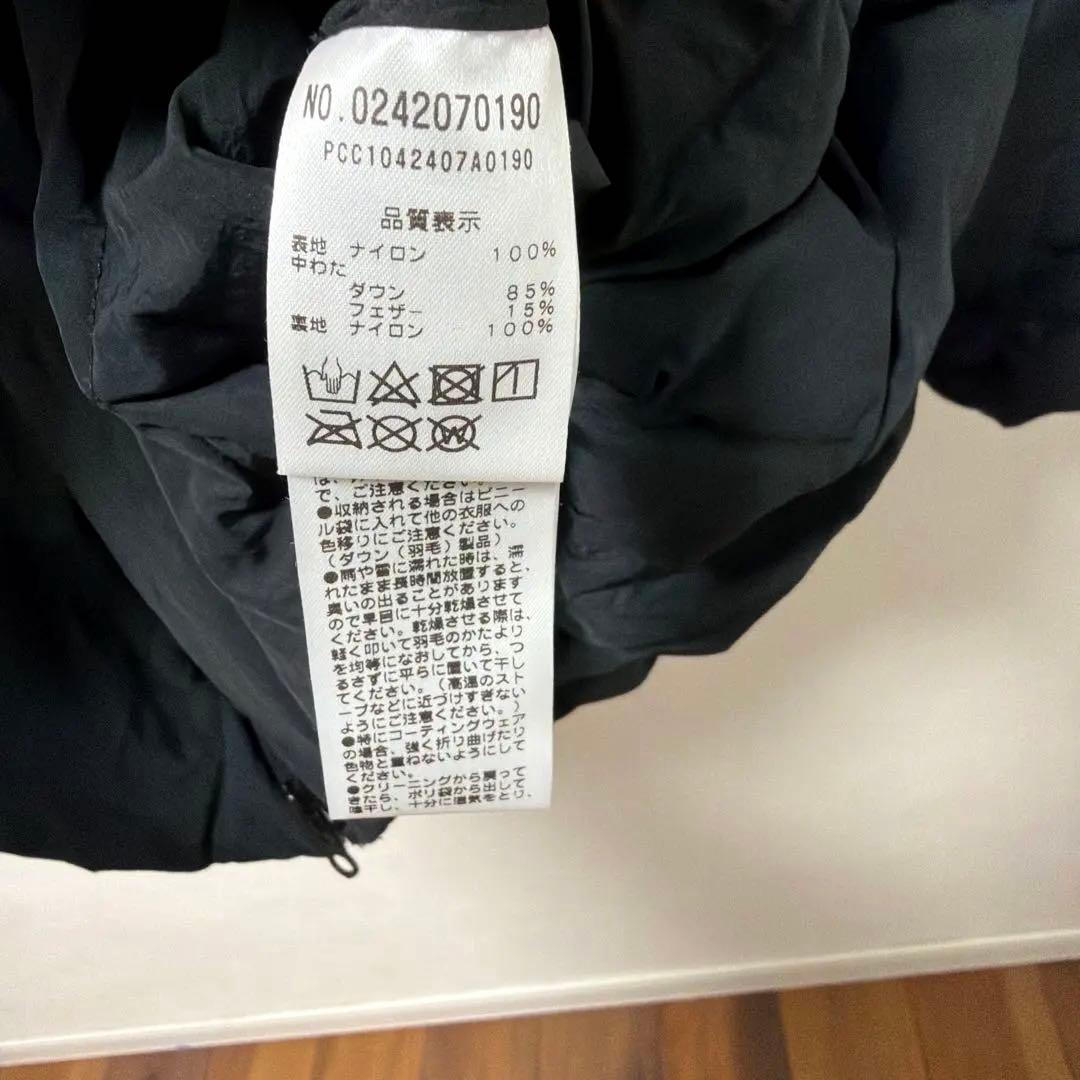 NO.0242070190
PCC1042407A0190
品質表示
表地 ナイロン 100%
中わた
ダウン 85%
フェザー 15%
裏地 ナイロン 100%
W
で、ご注意ください。
●収納される場合はビニー
ル袋に入れて他の衣服への
色移りにご注意ください。
(ダウン(羽毛)製品)
●雨や雪に濡れた時は、濡
れたまま長時間放置すると、
臭いの出ることがあります
ので早目に十分乾燥させて
ください。乾燥させる際は、
軽く叩いて羽毛のかたより
を均等になおしてから、つ
るさずに平らに置いて干し
てください。(高温のスト
ーブなどに近づけすぎない
ようにご注意ください。)
●特にコーティングウェア
の場合、強く折り曲げたり
色物と重ねないようにして
ください。
●クリーニングから戻って
きたら、ポリ袋から出して
陰干し、十分に湿気をとり、